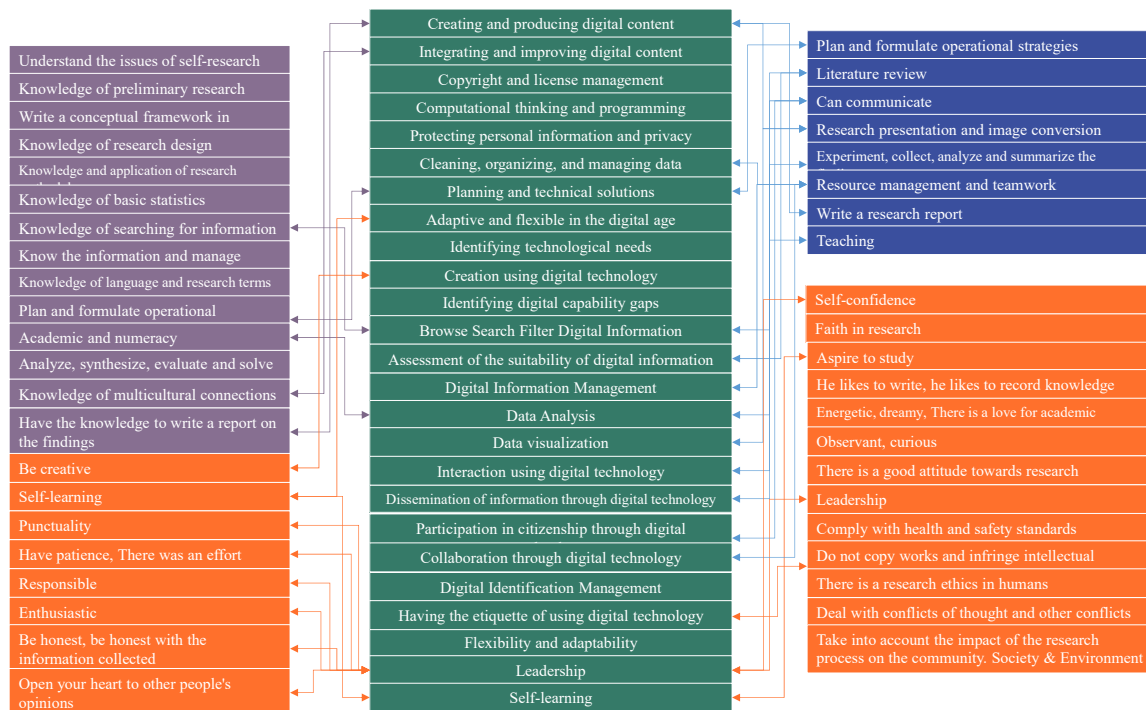 Understand the issues of self-research
Knowledge of preliminary research
Write a conceptual framework in
Knowledge of research design
Knowledge and application of research
Knowledge of basic statistics
Knowledge of searching for information
Know the information and manage
Knowledge of language and research terms
Plan and formulate operational
Academic and numeracy
Analyze, synthesize, evaluate and solve
Knowledge of multicultural connections
Have the knowledge to write a report on
the findings
Be creative
Self-learning
Punctuality
Have patience, There was an effort
Responsible
Enthusiastic
Be honest, be honest with the
information collected
Open your heart to other people's
opinions
Creating and producing digital content
Integrating and improving digital content
Copyright and license management
Computational thinking and programming
Protecting personal information and privacy
Cleaning, organizing, and managing data
Planning and technical solutions
Adaptive and flexible in the digital age
Identifying technological needs
Creation using digital technology
Identifying digital capability gaps
Browse Search Filter Digital Information
Assessment of the suitability of digital information
Digital Information Management
Data Analysis
Data visualization
Interaction using digital technology
Dissemination of information through digital technology
Participation in citizenship through digital
Collaboration through digital technology
Digital Identification Management
Having the etiquette of using digital technology
Flexibility and adaptability
Leadership
Self-learning
Plan and formulate operational strategies
Literature review
Can communicate
Research presentation and image conversion
Experiment, collect, analyze and summarize the
Resource management and teamwork
Write a research report
Teaching
Self-confidence
Faith in research
Aspire to study
He likes to write, he likes to record knowledge
Energetic, dreamy, There is a love for academic
Observant, curious
There is a good attitude towards research
Leadership
Comply with health and safety standards
Do not copy works and infringe intellectual
There is a research ethics in humans
Deal with conflicts of thought and other conflicts
Take into account the impact of the research
process on the community. Society & Environment